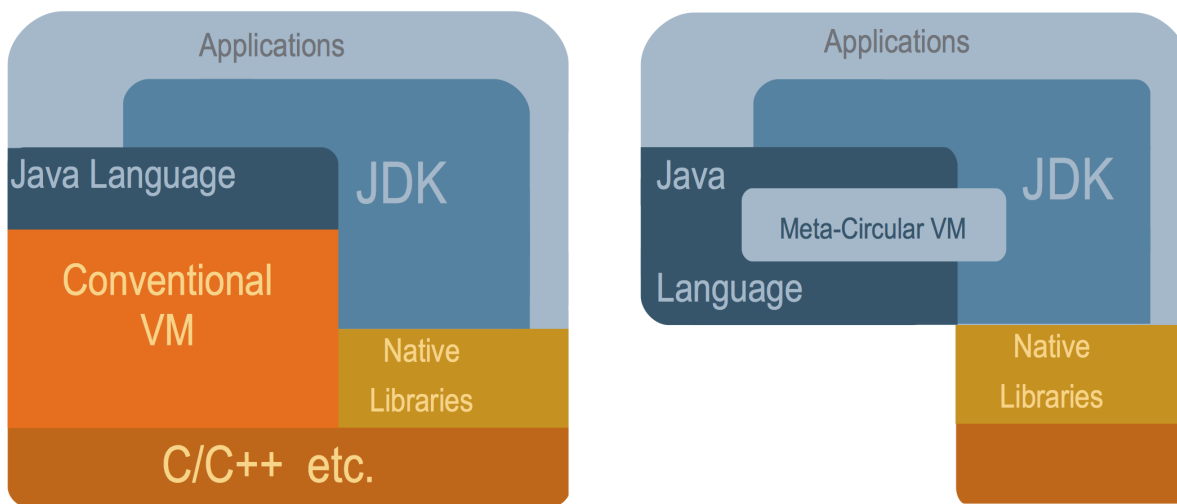 Applications
JDK
Java Language
Conventional
VM
Native
Libraries
C/C++ etc.
Applications
JDK
Java
Meta-Circular VM
Language
Native
Libraries